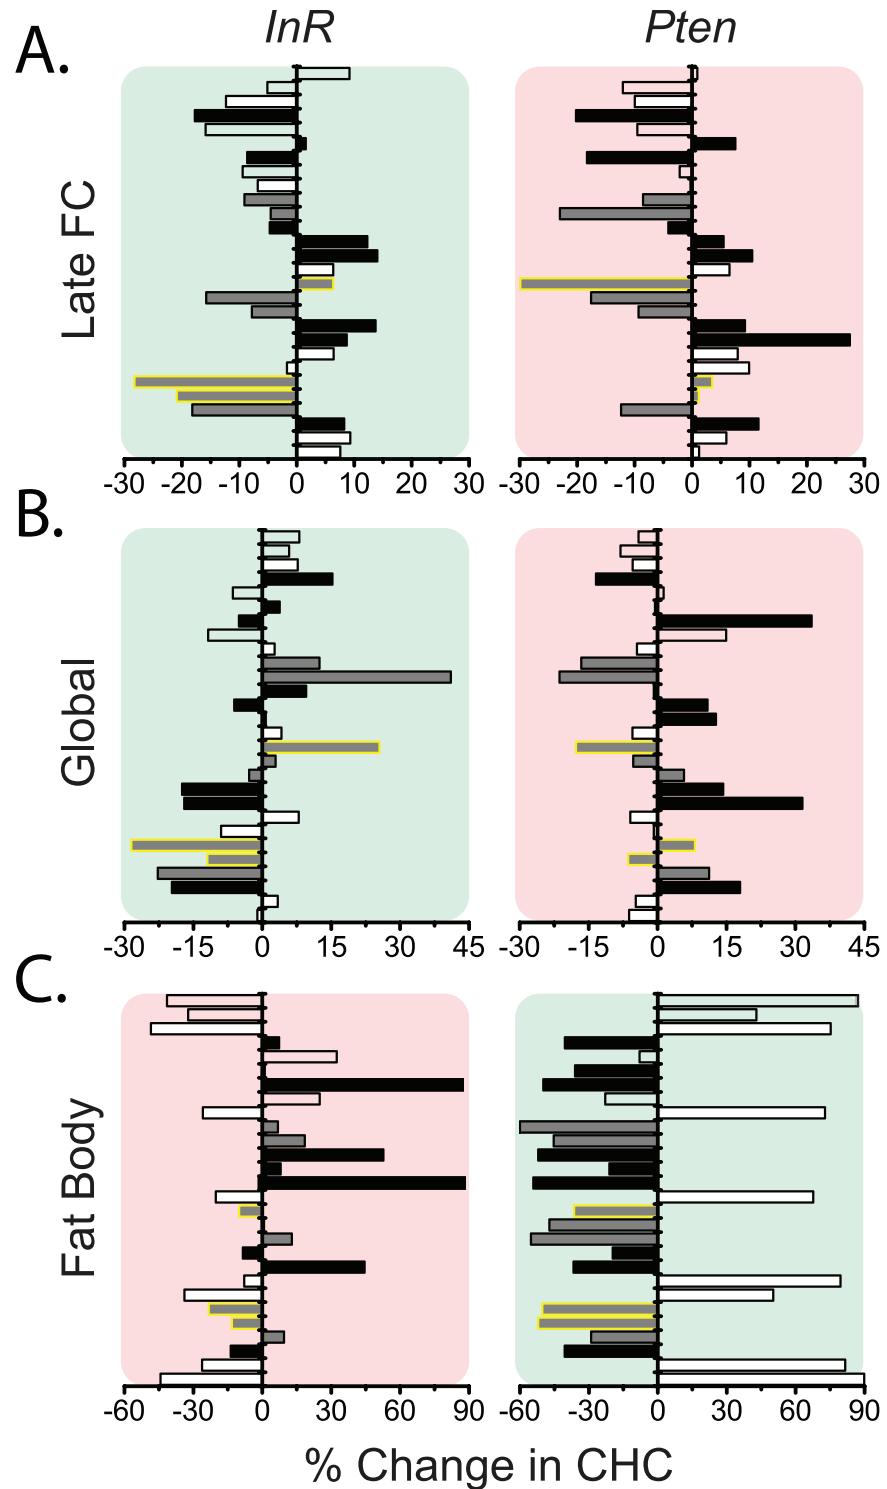 InR Pten
A.
Late FC
-30 -20 -10 0 10 20 30 -30 -20 -10 0 10 20 30
B.
Global
-30 -15 0 15 30 45 -30 -15 0 15 30 45
C.
Fat Body
-60 -30 0 30 60 90 -60 -30 0 30 60 90
% Change in CHC